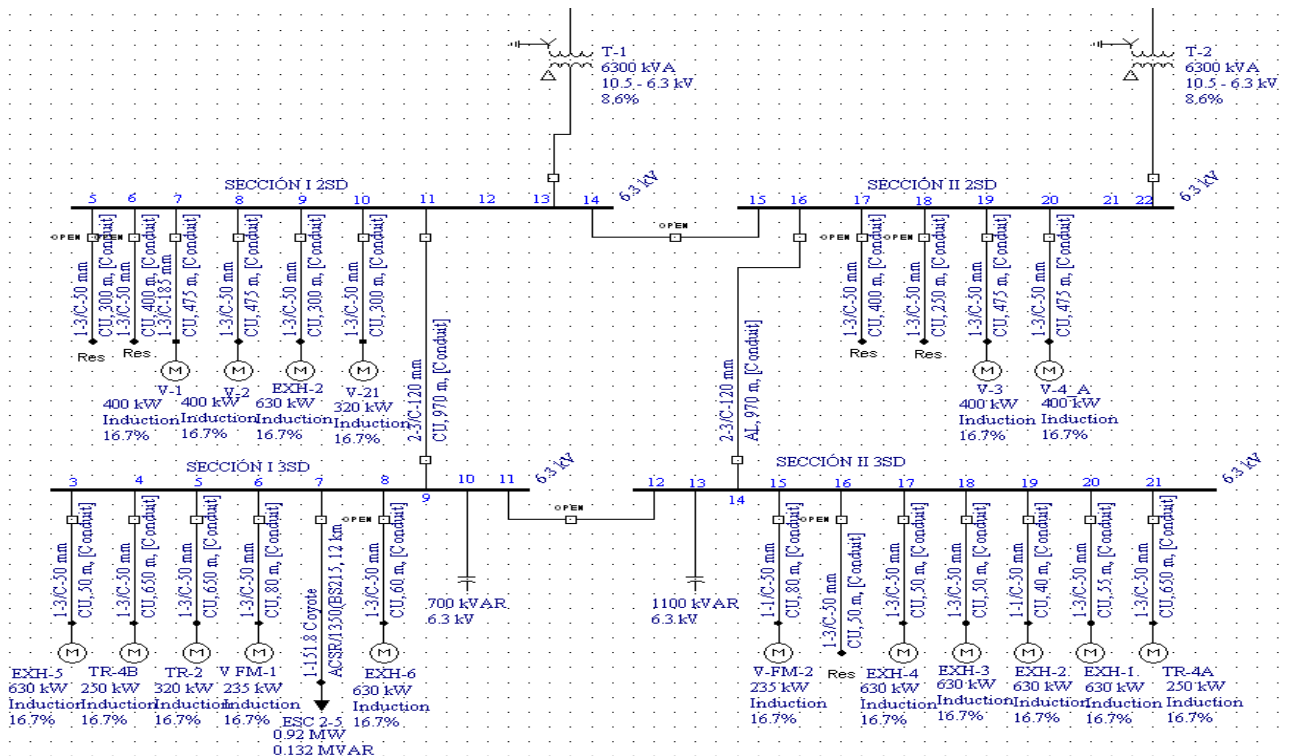 T-1
6300 kVA
10.5 - 6.3 kV
8.6%
T-2
6300 kVA
10.5 - 6.3 kV
8.6%
SECCIÓN I 2SD
6.3 kV
5 6 7 8 9 10 11 12 13 14
SECCIÓN II 2SD
6.3 kV
15 16 17 18 19 20 21 22
OPEN
OPEN
OPEN
OPEN
OPEN
1-3/C-50 mm
CU, 300 m, [Conduit]
1-3/C-50 mm
CU, 400 m, [Conduit]
1-3/C-185 mm
CU, 475 m, [Conduit]
1-3/C-50 mm
CU, 475 m, [Conduit]
1-3/C-50 mm
CU, 300 m, [Conduit]
1-3/C-50 mm
CU, 300 m, [Conduit]
2-3/C-120 mm
CU, 970 m, [Conduit]
2-3/C-120 mm
AL, 970 m, [Conduit]
1-3/C-50 mm
CU, 400 m, [Conduit]
1-3/C-50 mm
CU, 250 m, [Conduit]
1-3/C-50 mm
CU, 475 m, [Conduit]
1-3/C-50 mm
CU, 475 m, [Conduit]
Res
Res
M
V-1
400 kW
Induction
16.7%
M
V-2
400 kW
Induction
16.7%
M
EXH-2
630 kW
Induction
16.7%
M
V-21
320 kW
Induction
16.7%
Res
Res
M
V-3
400 kW
Induction
16.7%
M
V-4_A
400 kW
Induction
16.7%
SECCIÓN I 3SD
6.3 kV
3 4 5 6 7 8 9 10 11
SECCIÓN II 3SD
6.3 kV
12 13 14 15 16 17 18 19 20 21
OPEN
OPEN
OPEN
1-3/C-50 mm
CU, 50 m, [Conduit]
1-3/C-50 mm
CU, 650 m, [Conduit]
1-3/C-50 mm
CU, 650 m, [Conduit]
1-3/C-50 mm
CU, 80 m, [Conduit]
1-151.8 Coyote
ACSR/1350(BS215, 12 km
1-3/C-50 mm
CU, 60 m, [Conduit]
700 kVAR
6.3 kV
1100 kVAR
6.3 kV
1-1/C-50 mm
CU, 80 m, [Conduit]
1-3/C-50 mm
CU, 50 m, [Conduit]
1-3/C-50 mm
CU, 50 m, [Conduit]
1-3/C-50 mm
CU, 50 m, [Conduit]
1-1/C-50 mm
CU, 40 m, [Conduit]
1-3/C-50 mm
CU, 55 m, [Conduit]
1-3/C-50 mm
CU, 650 m, [Conduit]
M
EXH-5
630 kW
Induction
16.7%
M
TR-4B
250 kW
Induction
16.7%
M
TR-2
320 kW
Induction
16.7%
M
V FM-1
235 kW
Induction
16.7%
ESC 2-5
0.92 MW
0.132 MVAR
M
EXH-6
630 kW
Induction
16.7%
M
V-FM-2
235 kW
Induction
16.7%
Res
M
EXH-4
630 kW
Induction
16.7%
M
EXH-3
630 kW
Induction
16.7%
M
EXH-2.
630 kW
Induction
16.7%
M
EXH-1.
630 kW
Induction
16.7%
M
TR-4A
250 kW
Induction
16.7%